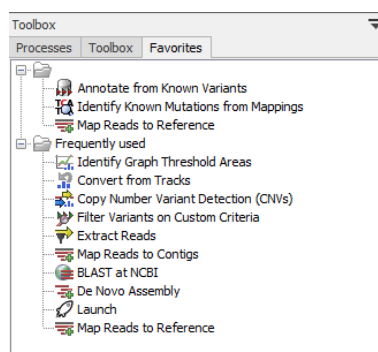 Toolbox
Processes Toolbox Favorites
Annotate from Known Variants
Identify Known Mutations from Mappings
Map Reads to Reference
Frequently used
Identify Graph Threshold Areas
Convert from Tracks
Copy Number Variant Detection (CNVs)
Filter Variants on Custom Criteria
Extract Reads
Map Reads to Contigs
BLAST at NCBI
De Novo Assembly
Launch
Map Reads to Reference